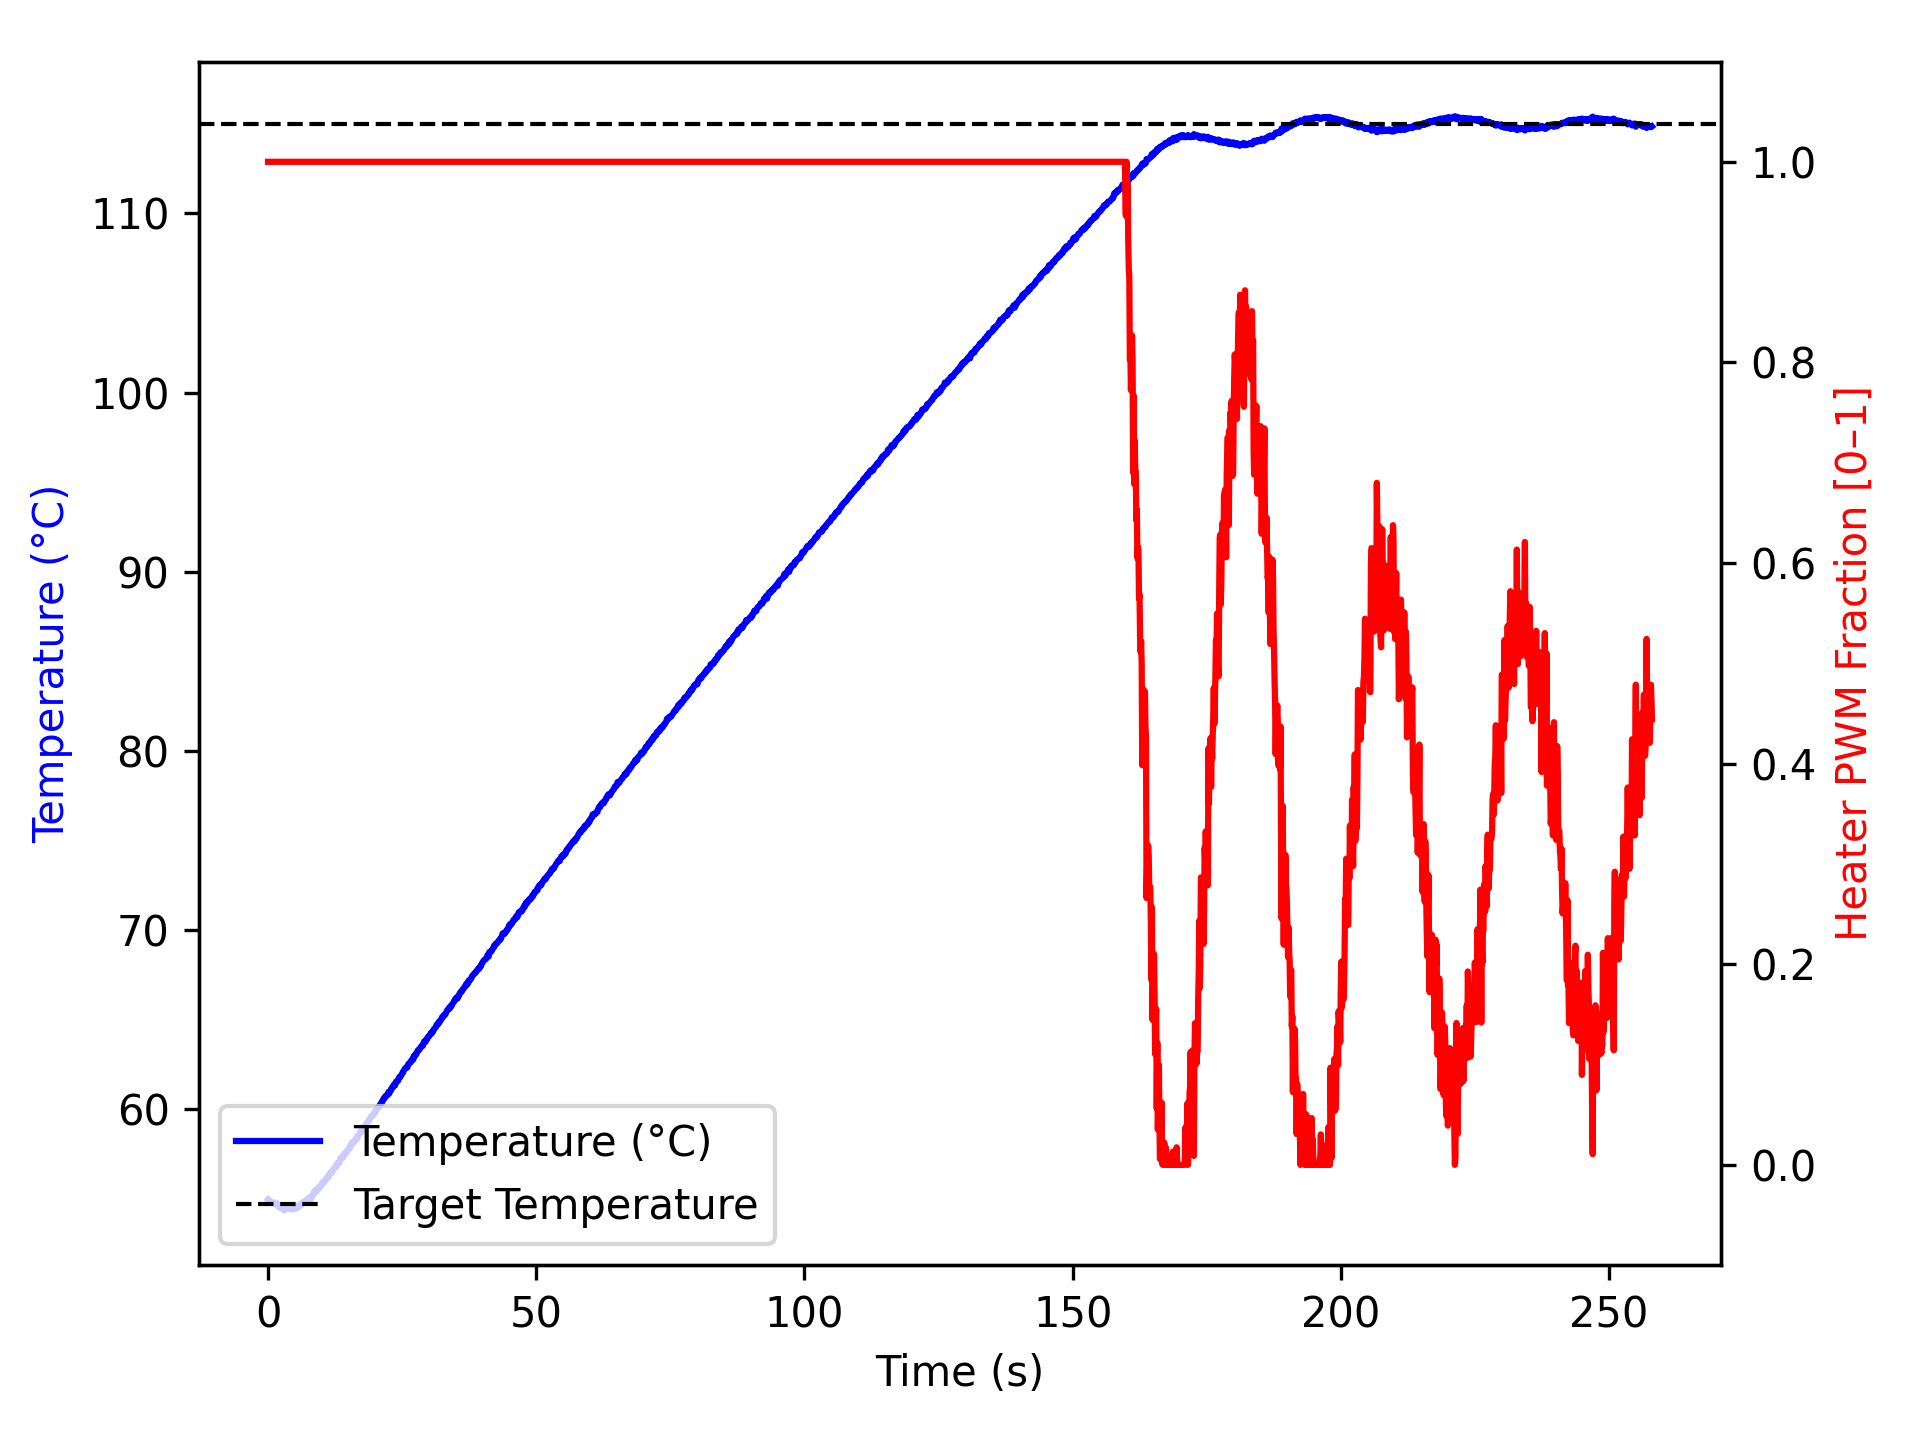 110
100
90
80
70
60
Temperature (°C)
1.0
0.8
0.6
0.4
0.2
0.0
Heater PWM Fraction [0–1]
Temperature (°C)
Target Temperature
0 50 100 150 200 250
Time (s)